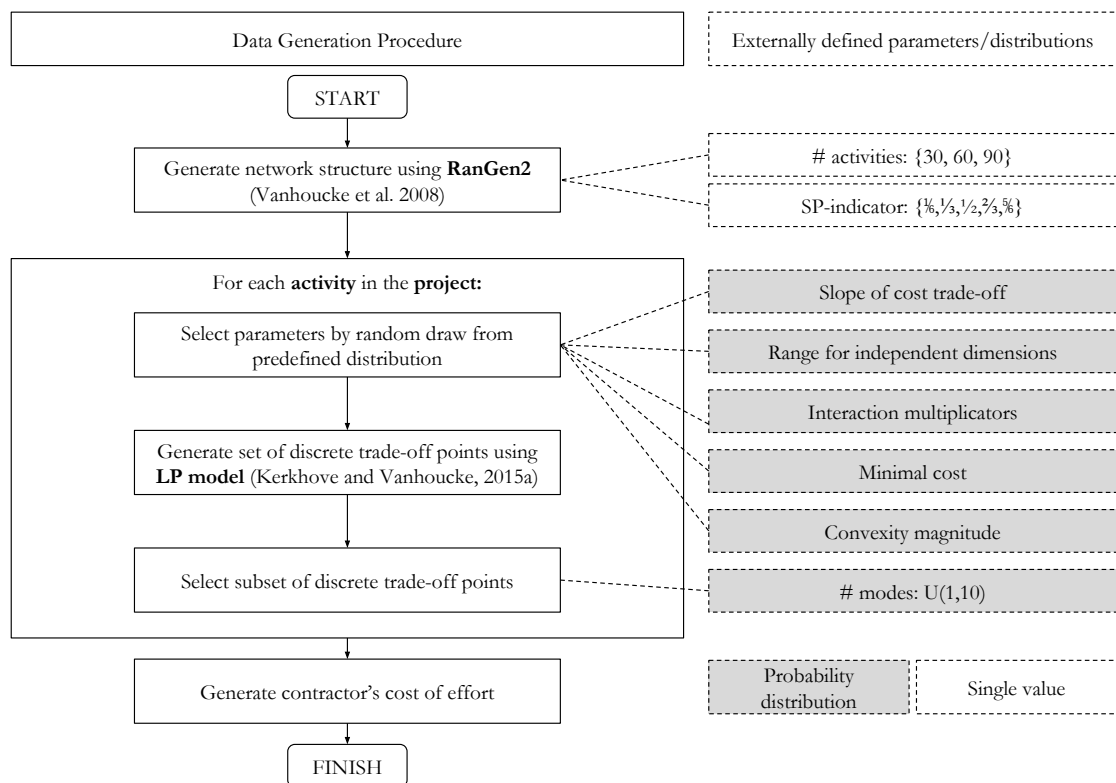 Data Generation Procedure
Externally defined parameters/distributions
START
Generate network structure using RanGen2
(Vanhoucke et al. 2008)
# activities: {30, 60, 90}
SP-indicator: {⅙,⅓,½,⅔,⅚}
For each activity in the project:
Select parameters by random draw from
predefined distribution
Slope of cost trade-off
Range for independent dimensions
Interaction multiplicators
Minimal cost
Convexity magnitude
Generate set of discrete trade-off points using
LP model (Kerkhove and Vanhoucke, 2015a)
Select subset of discrete trade-off points
# modes: U(1,10)
Generate contractor's cost of effort
Probability
distribution
Single value
FINISH